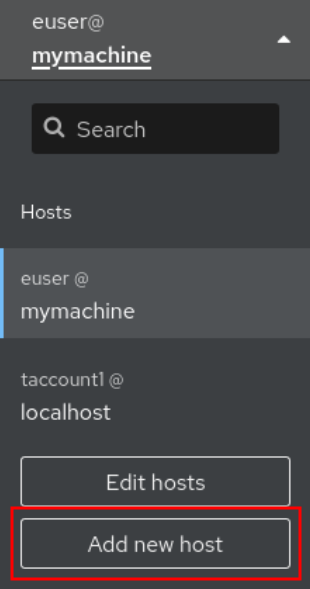 euser@
mymachine
Search
Hosts
euser @
mymachine
taccount1 @
localhost
Edit hosts
Add new host